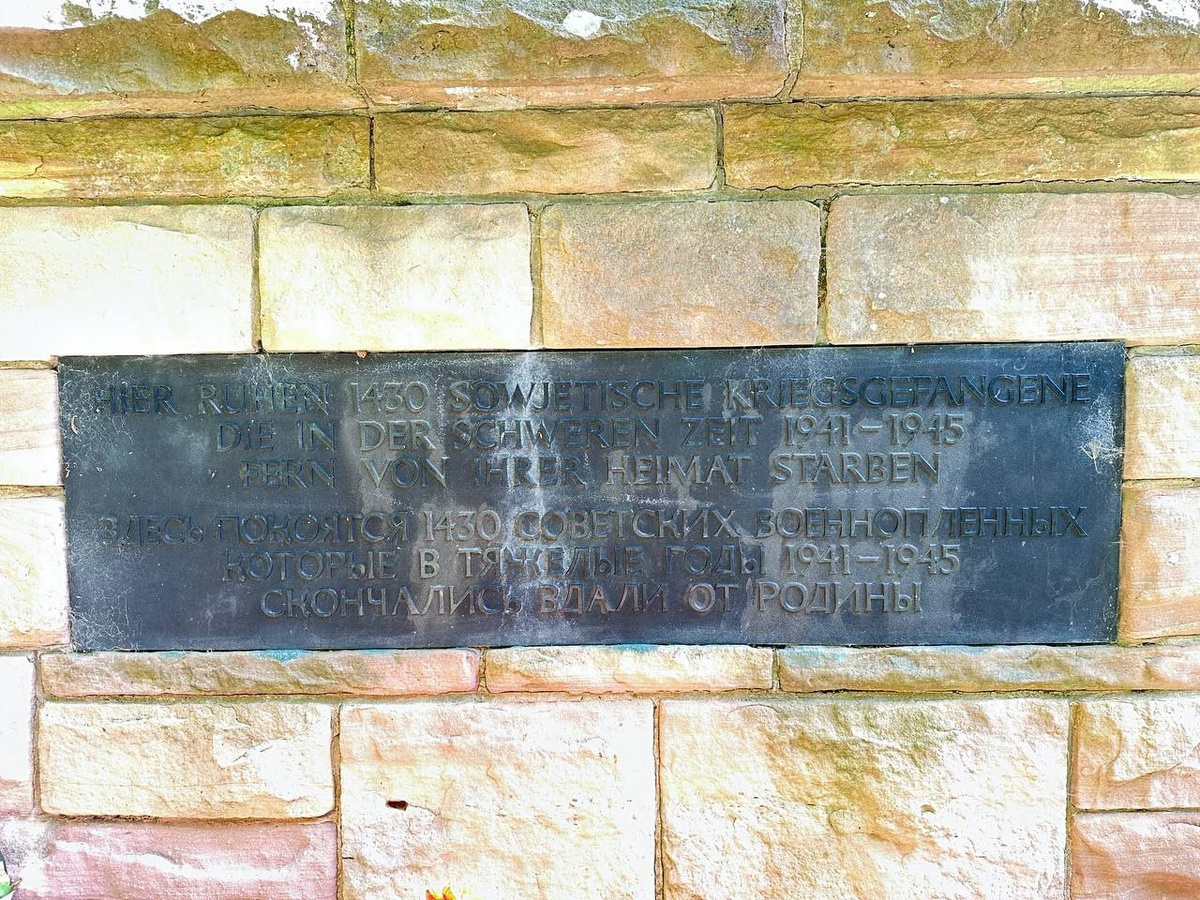 HIER RUHEN 1430 SOWJETISCHE KRIEGSGEFANGENE
DIE IN DER SCHWEREN ZEIT 1941–1945
FERN VON IHRER HEIMAT STARBEN
ЗДЕСЬ ПОКОЯТСЯ 1430 СОВЕТСКИХ ВОЕННОПЛЕННЫХ
КОТОРЫЕ В ТЯЖЕЛЫЕ ГОДЫ 1941–1945
СКОНЧАЛИСЬ ВДАЛИ ОТ РОДИНЫ